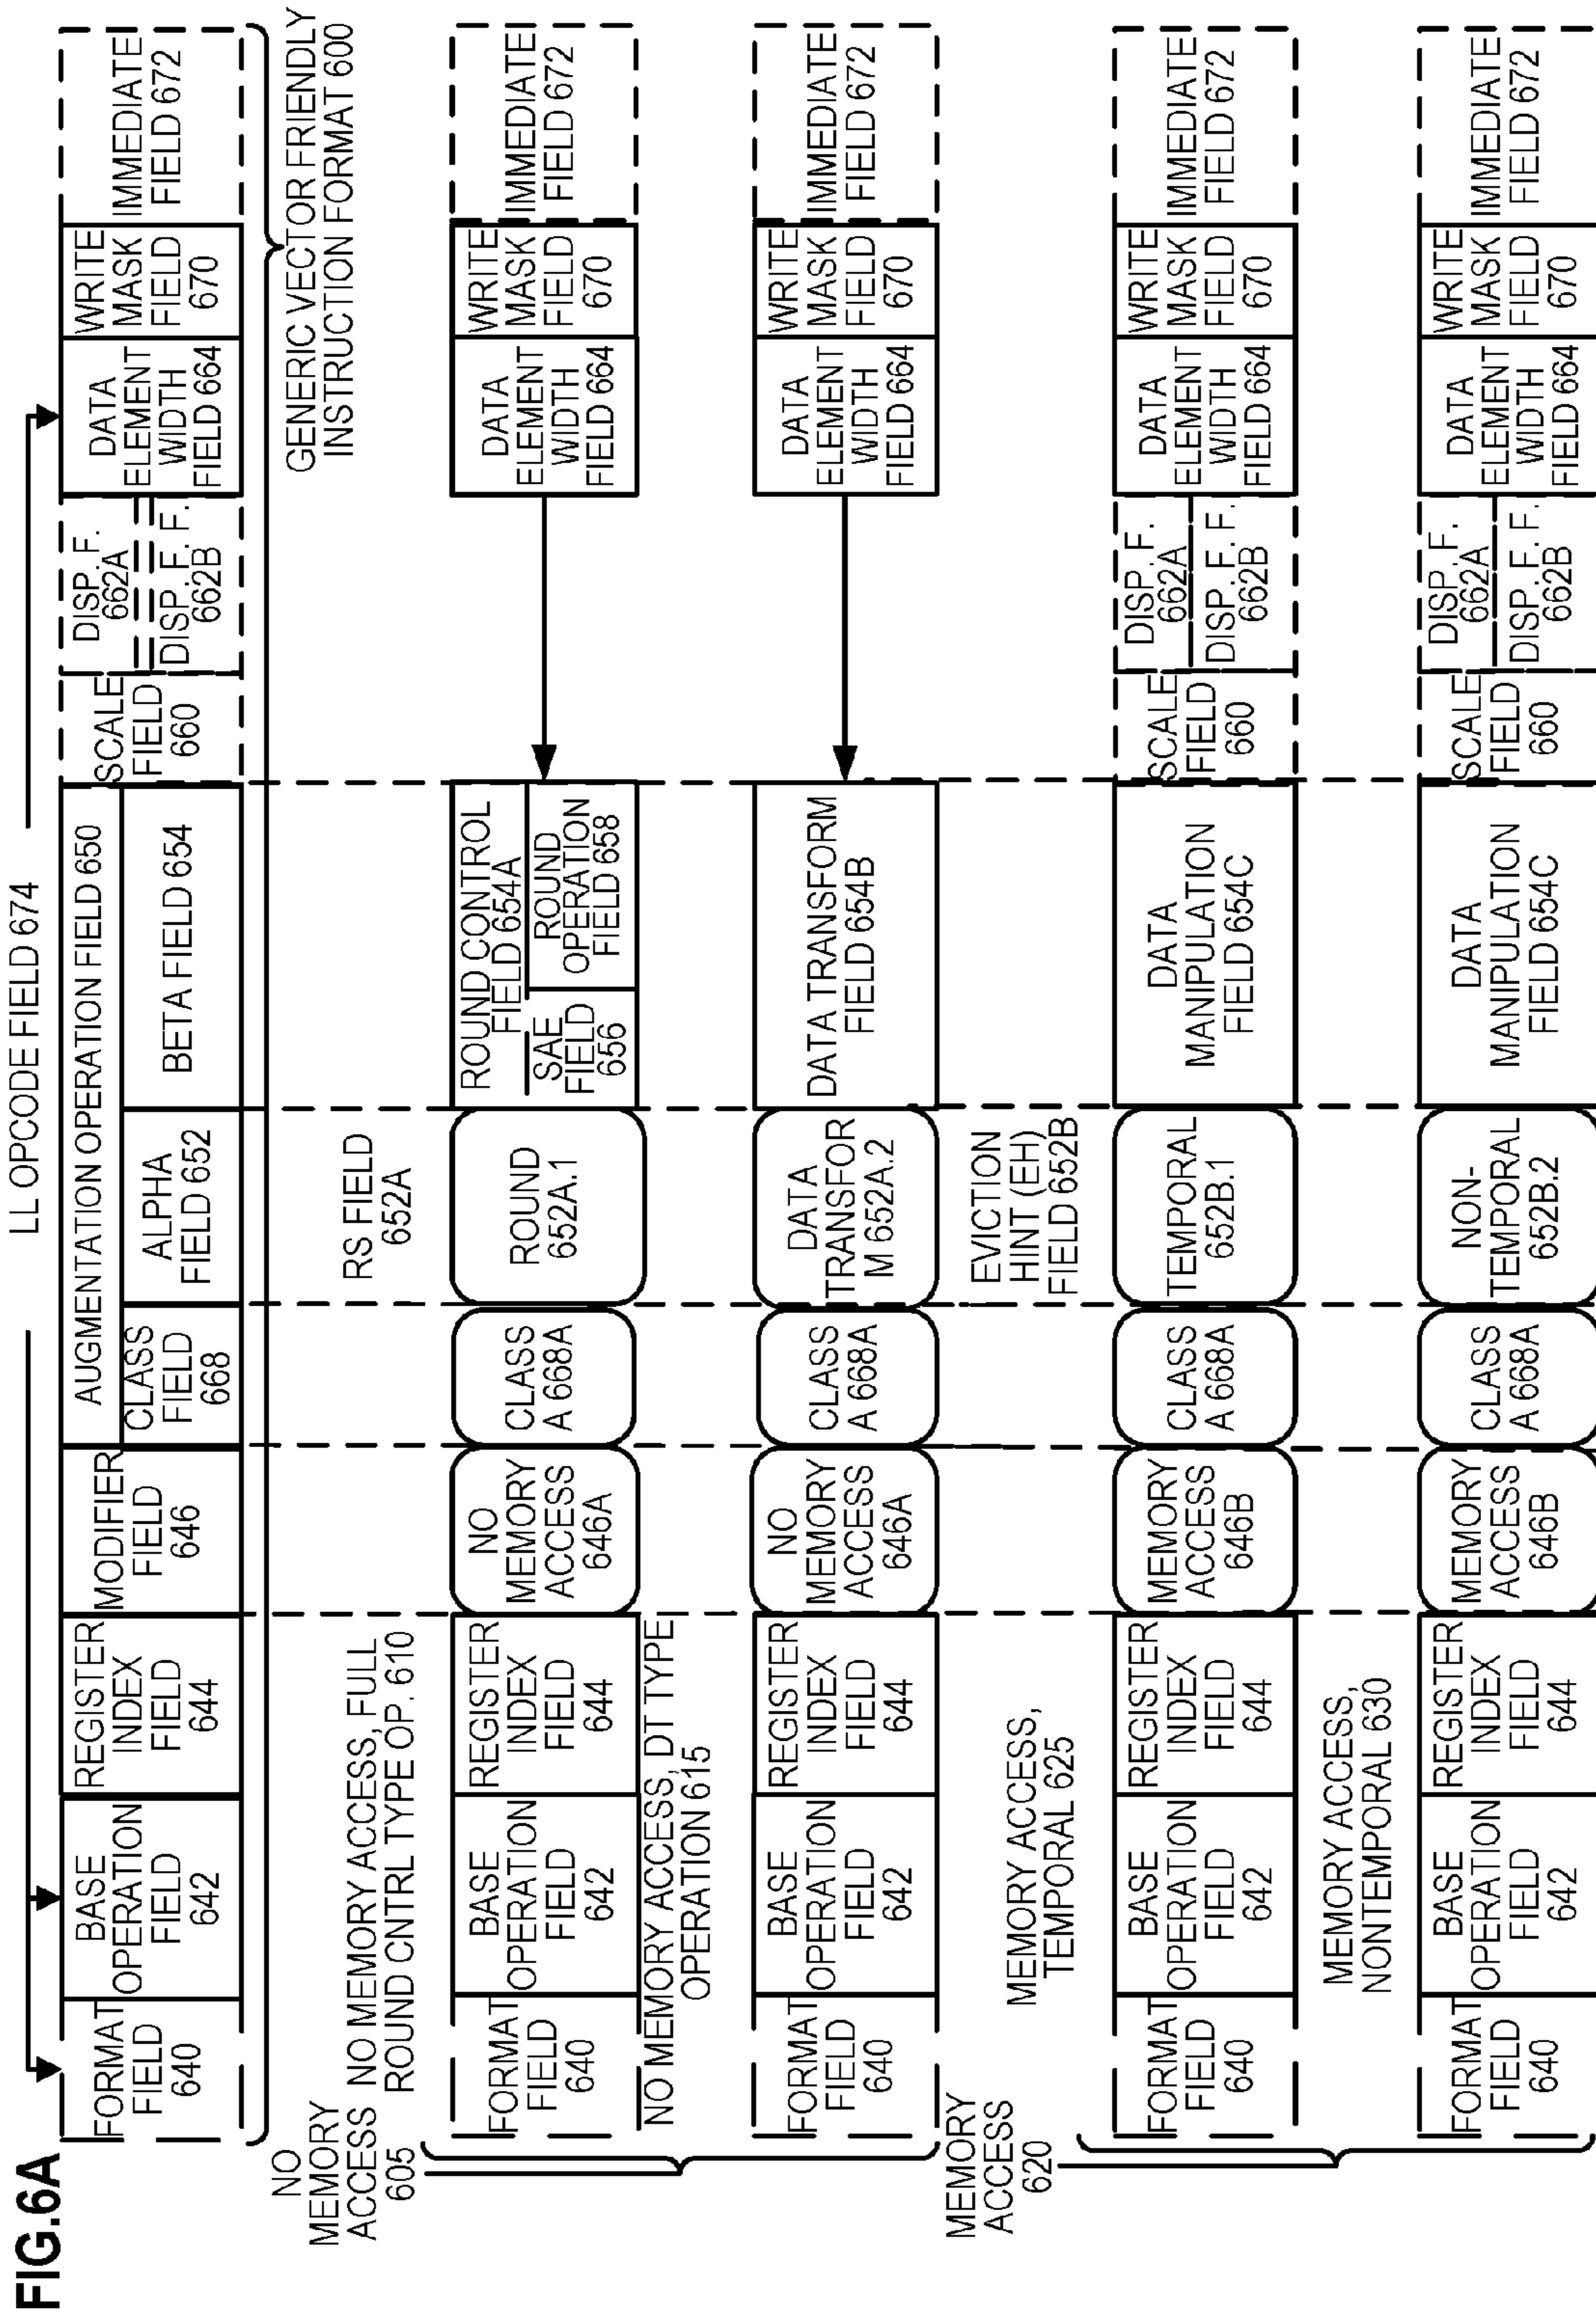 FIG.6A
LL OPCODE FIELD 674
FORMAT
FIELD
640
BASE
OPERATION
FIELD
642
REGISTER
INDEX
FIELD
644
MODIFIER
FIELD
646
AUGMENTATION OPERATION FIELD 650
CLASS
FIELD
668
ALPHA
FIELD 652
BETA FIELD 654
SCALE
FIELD
660
DISP. F.
662A
DISP. F. F.
662B
DATA
ELEMENT
WIDTH
FIELD 664
WRITE
MASK
FIELD
670
IMMEDIATE
FIELD 672
GENERIC VECTOR FRIENDLY
INSTRUCTION FORMAT 600
NO
MEMORY
ACCESS
605
NO MEMORY ACCESS, FULL
ROUND CNTRL TYPE OP. 610
RS FIELD
652A
FORMAT
FIELD
640
BASE
OPERATION
FIELD
642
REGISTER
INDEX
FIELD
644
NO
MEMORY
ACCESS
646A
CLASS
A 668A
ROUND
652A.1
ROUND CONTROL
FIELD 654A
SAE
FIELD
656
ROUND
OPERATION
FIELD 658
DATA
ELEMENT
WIDTH
FIELD 664
WRITE
MASK
FIELD
670
IMMEDIATE
FIELD 672
NO MEMORY ACCESS, DT TYPE
OPERATION 615
FORMAT
FIELD
640
BASE
OPERATION
FIELD
642
REGISTER
INDEX
FIELD
644
NO
MEMORY
ACCESS
646A
CLASS
A 668A
DATA
TRANSFOR
M 652A.2
DATA TRANSFORM
FIELD 654B
DATA
ELEMENT
WIDTH
FIELD 664
WRITE
MASK
FIELD
670
IMMEDIATE
FIELD 672
MEMORY
ACCESS
620
MEMORY ACCESS,
TEMPORAL 625
EVICTION
HINT (EH)
FIELD 652B
FORMAT
FIELD
640
BASE
OPERATION
FIELD
642
REGISTER
INDEX
FIELD
644
MEMORY
ACCESS
646B
CLASS
A 668A
TEMPORAL
652B.1
DATA
MANIPULATION
FIELD 654C
SCALE
FIELD
660
DISP. F.
662A
DISP. F. F.
662B
DATA
ELEMENT
WIDTH
FIELD 664
WRITE
MASK
FIELD
670
IMMEDIATE
FIELD 672
MEMORY ACCESS,
NONTEMPORAL 630
FORMAT
FIELD
640
BASE
OPERATION
FIELD
642
REGISTER
INDEX
FIELD
644
MEMORY
ACCESS
646B
CLASS
A 668A
NON-
TEMPORAL
652B.2
DATA
MANIPULATION
FIELD 654C
SCALE
FIELD
660
DISP. F.
662A
DISP. F. F.
662B
DATA
ELEMENT
WIDTH
FIELD 664
WRITE
MASK
FIELD
670
IMMEDIATE
FIELD 672